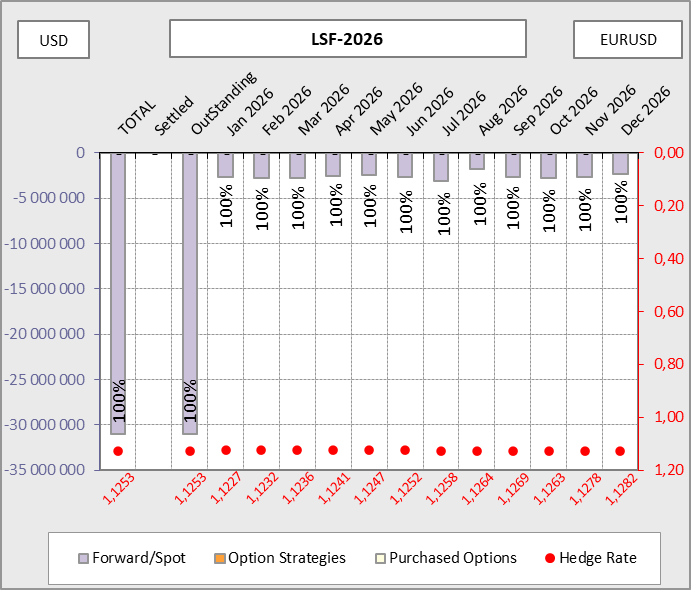 USD
LSF-2026
EURUSD
TOTAL
Settled
OutStanding
Jan 2026
Feb 2026
Mar 2026
Apr 2026
May 2026
Jun 2026
Jul 2026
Aug 2026
Sep 2026
Oct 2026
Nov 2026
Dec 2026
0
-5 000 000
-10 000 000
-15 000 000
-20 000 000
-25 000 000
-30 000 000
-35 000 000
100%
100%
100%
100%
100%
100%
100%
100%
100%
100%
100%
100%
100%
100%
0,00
0,20
0,40
0,60
0,80
1,00
1,20
1,1253
1,1253
1,1227
1,1232
1,1236
1,1241
1,1247
1,1252
1,1258
1,1264
1,1269
1,1263
1,1278
1,1282
Forward/Spot
Option Strategies
Purchased Options
Hedge Rate